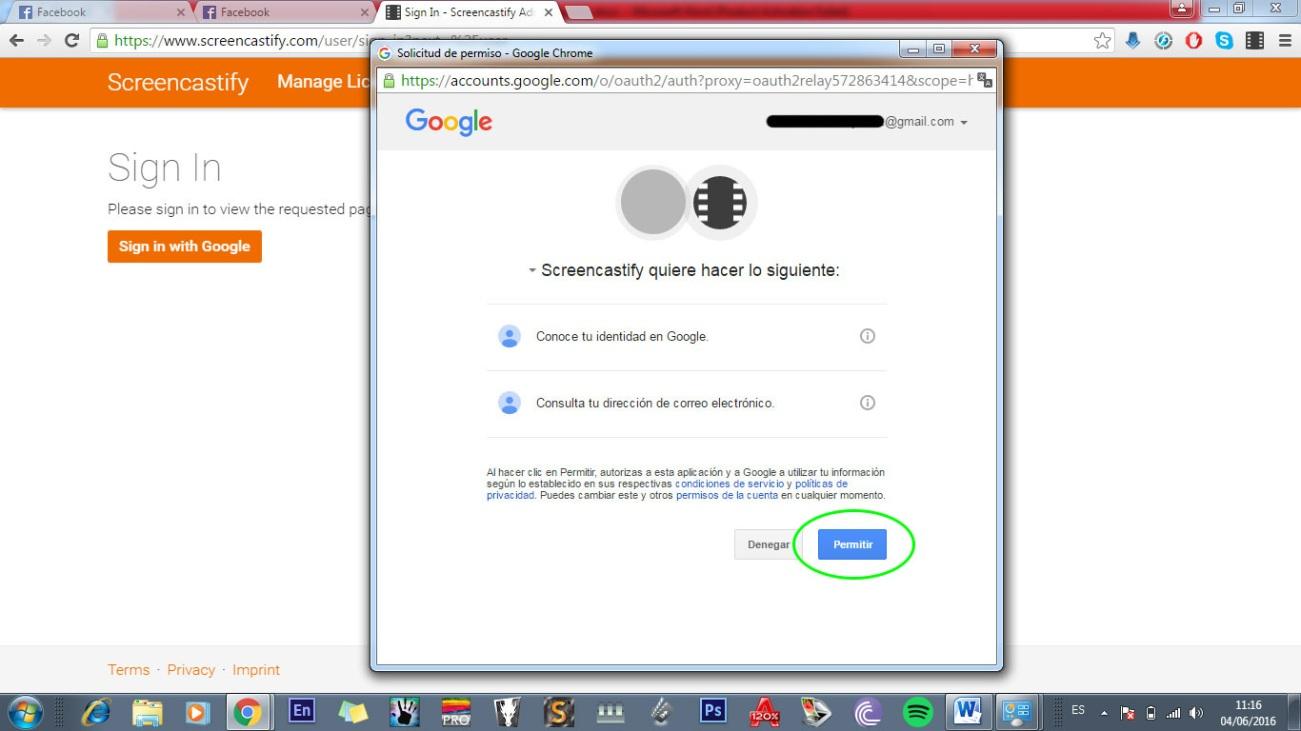 Facebook
Facebook
Sign In - Screencastify Ad
https://www.screencastify.com/user/sign_in?next=%2Fuser
Solicitud de permiso - Google Chrome
https://accounts.google.com/o/oauth2/auth?proxy=oauth2relay572863414&scope=h
Screencastify
Manage Lic
Google
@gmail.com
Sign In
Please sign in to view the requested pag
Sign in with Google
Screencastify quiere hacer lo siguiente:
Conoce tu identidad en Google.
Consulta tu dirección de correo electrónico.
Al hacer clic en Permitir, autorizas a esta aplicación y a Google a utilizar tu información
según lo establecido en sus respectivas condiciones de servicio y políticas de
privacidad. Puedes cambiar este y otros permisos de la cuenta en cualquier momento.
Denegar
Permitir
Terms · Privacy · Imprint
En
PRO
S
Ps
120X
W
ES
11:16
04/06/2016